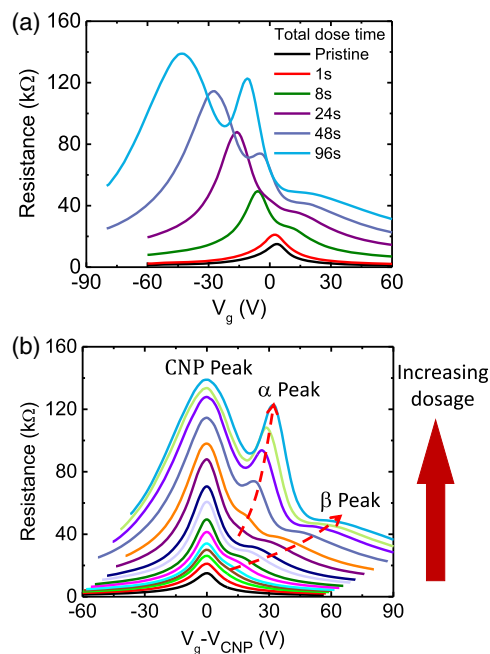 (a)
160
120
80
40
0
Resistance (kΩ)
Total dose time
Pristine
1s
8s
24s
48s
96s
-90 -60 -30 0 30 60
V_g (V)
(b)
160
120
80
40
0
Resistance (kΩ)
CNP Peak
α Peak
β Peak
Increasing
dosage
-60 -30 0 30 60 90
V_g-V_CNP (V)